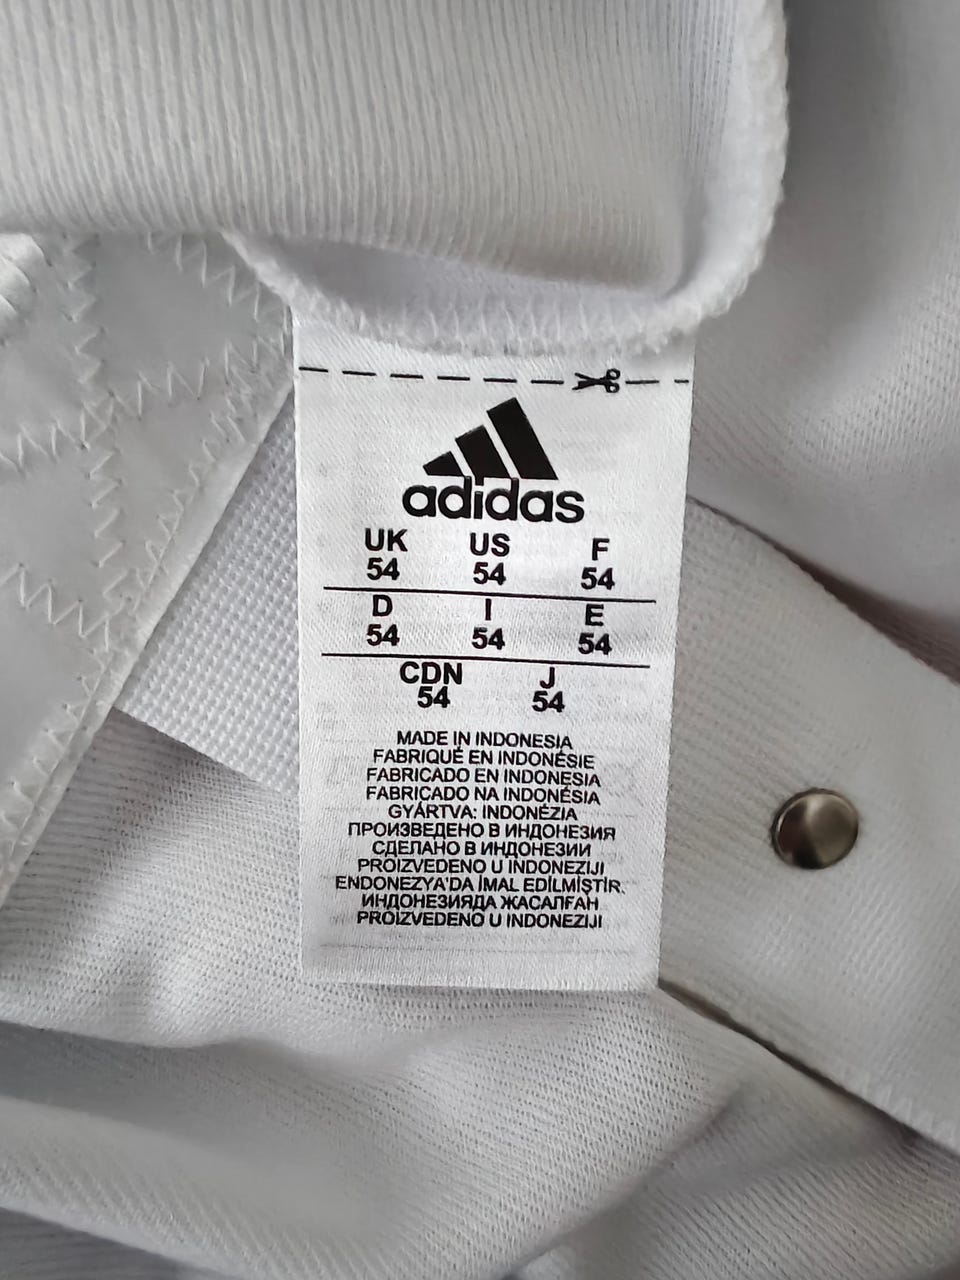 adidas
UK US F
54 54 54
D I E
54 54 54
CDN J
54 54
MADE IN INDONESIA
FABRIQUÉ EN INDONÉSIE
FABRICADO EN INDONESIA
FABRICADO NA INDONÉSIA
GYÁRTVA: INDONÉZIA
ПРОИЗВЕДЕНО В ИНДОНЕЗИЯ
СДЕЛАНО В ИНДОНЕЗИИ
PROIZVEDENO U INDONEZIJI
ENDONEZYA'DA İMAL EDİLMİŞTİR.
ИНДОНЕЗИЯДА ЖАСАЛҒАН
PROIZVEDENO U INDONEZIJI